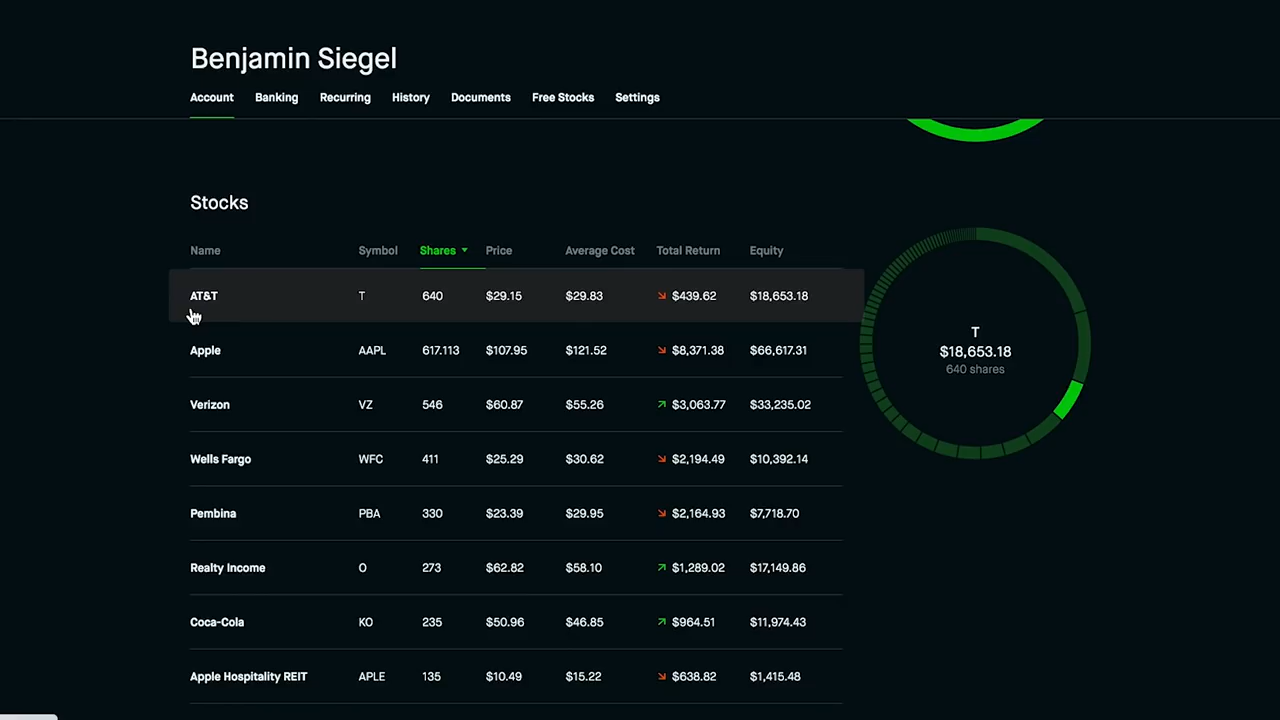 Benjamin Siegel
Account Banking Recurring History Documents Free Stocks Settings
Stocks
Name Symbol Shares Price Average Cost Total Return Equity
AT&T T 640 $29.15 $29.83 $439.62 $18,653.18
Apple AAPL 617.113 $107.95 $121.52 $8,371.38 $66,617.31
Verizon VZ 546 $60.87 $55.26 $3,063.77 $33,235.02
Wells Fargo WFC 411 $25.29 $30.62 $2,194.49 $10,392.14
Pembina PBA 330 $23.39 $29.95 $2,164.93 $7,718.70
Realty Income O 273 $62.82 $58.10 $1,289.02 $17,149.86
Coca-Cola KO 235 $50.96 $46.85 $964.51 $11,974.43
Apple Hospitality REIT APLE 135 $10.49 $15.22 $638.82 $1,415.48
T
$18,653.18
640 shares